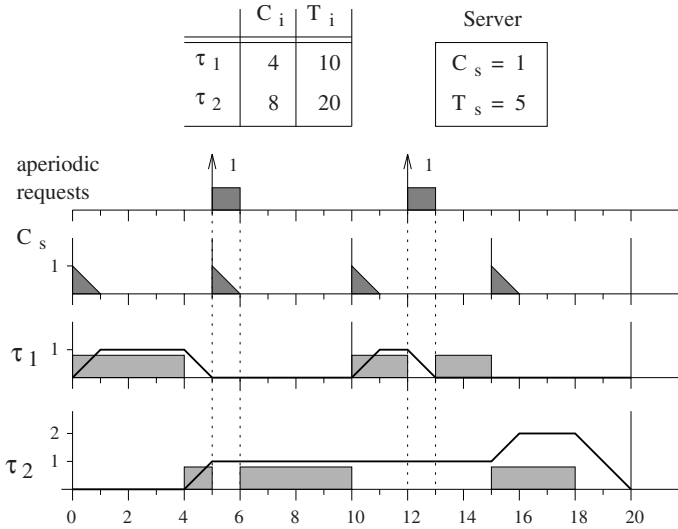 C i T i
τ 1 4 10
τ 2 8 20
Server
C s = 1
T s = 5
aperiodic
requests
1 1
C s
1
τ 1
1
τ 2
2
1
0 2 4 6 8 10 12 14 16 18 20